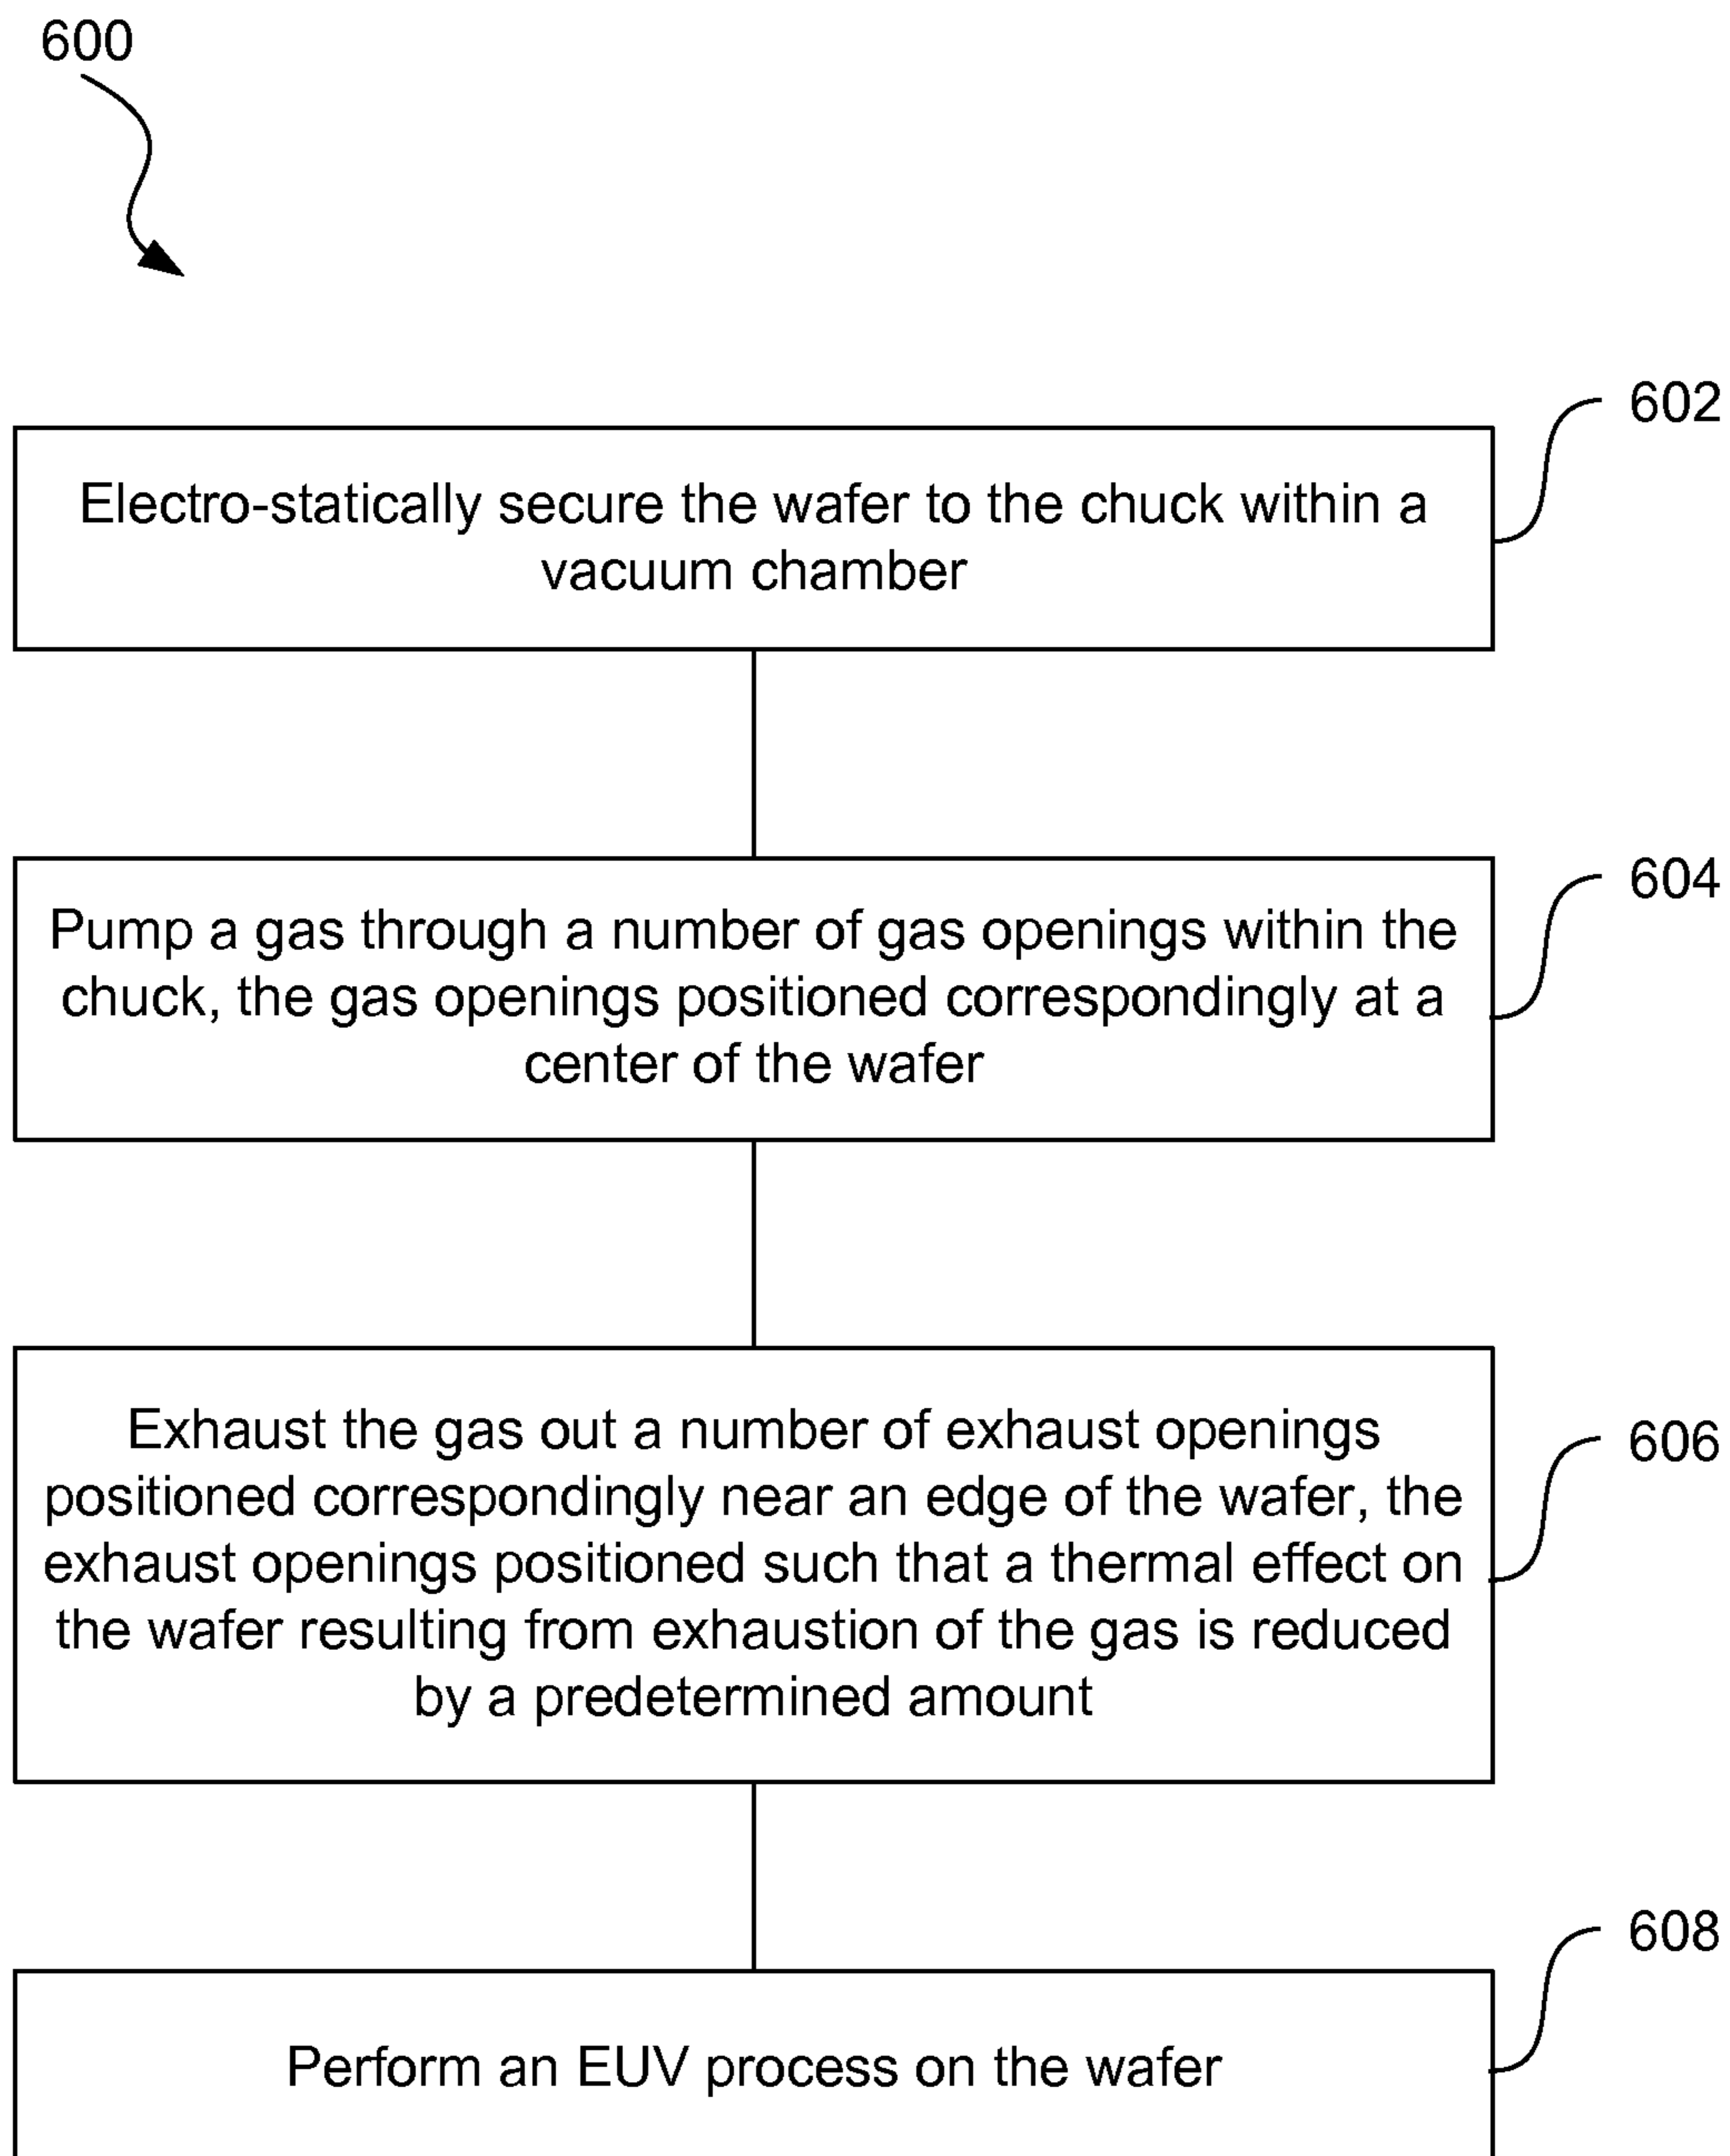 600
602
Electro-statically secure the wafer to the chuck within a
vacuum chamber
604
Pump a gas through a number of gas openings within the
chuck, the gas openings positioned correspondingly at a
center of the wafer
606
Exhaust the gas out a number of exhaust openings
positioned correspondingly near an edge of the wafer, the
exhaust openings positioned such that a thermal effect on
the wafer resulting from exhaustion of the gas is reduced
by a predetermined amount
608
Perform an EUV process on the wafer